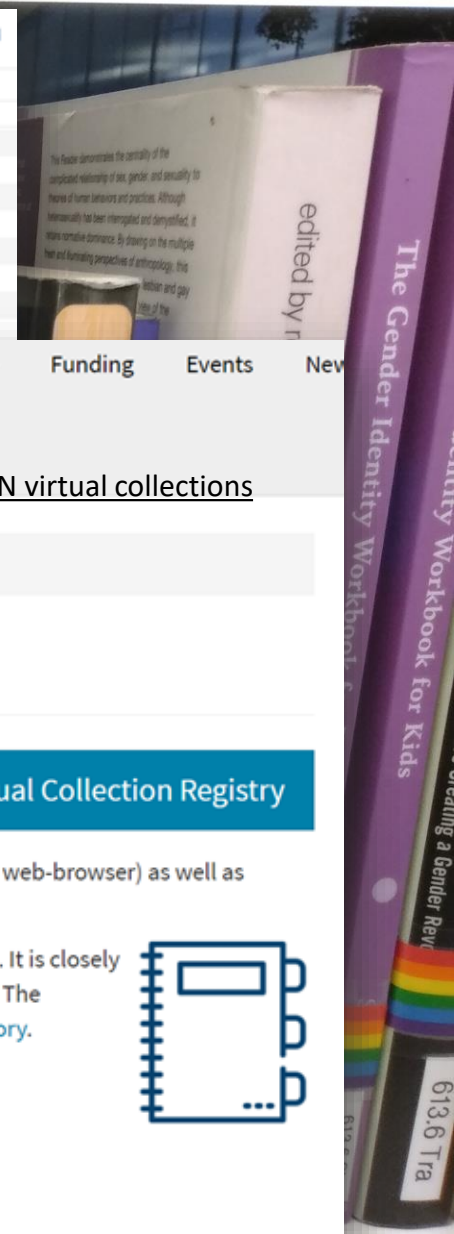 This Reader demonstrates the centrality of the
complicated relationship of sex, gender, and sexuality to
theories of human behaviors and practices. Although
heterosexuality has been interrogated and demystified, it
retains normative dominance. By drawing on the multiple
fresh and illuminating perspectives of anthropology, this
lesbian and gay
view of the
edited by
The Gender Identity Workbook
Identity Workbook for Kids
Creating a Gender
613.6 Tra
Funding Events New
N virtual collections
ual Collection Registry
web-browser) as well as
. It is closely
The
ory.